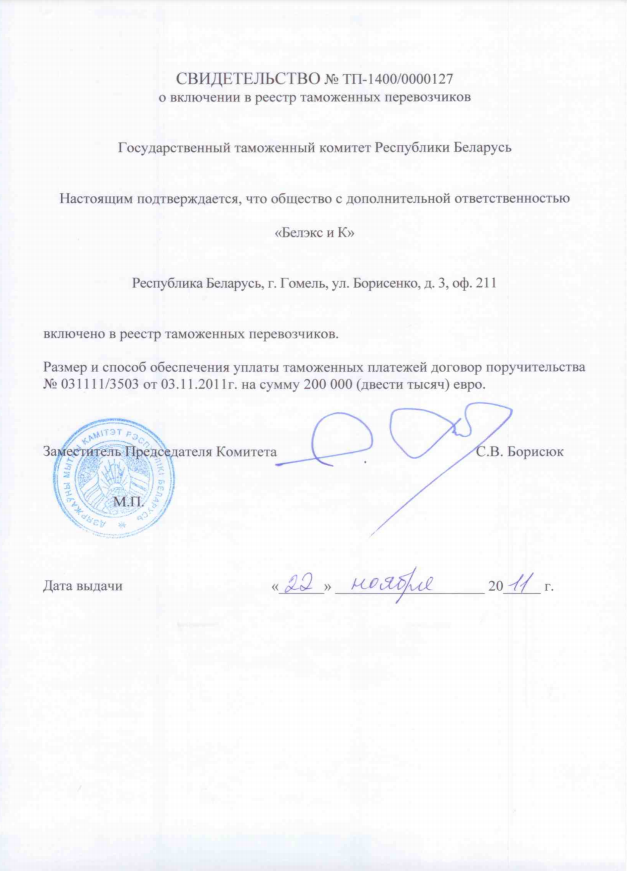 СВИДЕТЕЛЬСТВО № ТП-1400/0000127
о включении в реестр таможенных перевозчиков
Государственный таможенный комитет Республики Беларусь
Настоящим подтверждается, что общество с дополнительной ответственностью
«Белэкс и К»
Республика Беларусь, г. Гомель, ул. Борисенко, д. 3, оф. 211
включено в реестр таможенных перевозчиков.
Размер и способ обеспечения уплаты таможенных платежей договор поручительства
№ 031111/3503 от 03.11.2011г. на сумму 200 000 (двести тысяч) евро.
Заместитель Председателя Комитета С.В. Борисюк
ДЗЯРЖАЎНЫ МЫТНЫ КАМІТЭТ РЭСПУБЛІКІ БЕЛАРУСЬ
М.П.
Дата выдачи «22» ноября 2011 г.